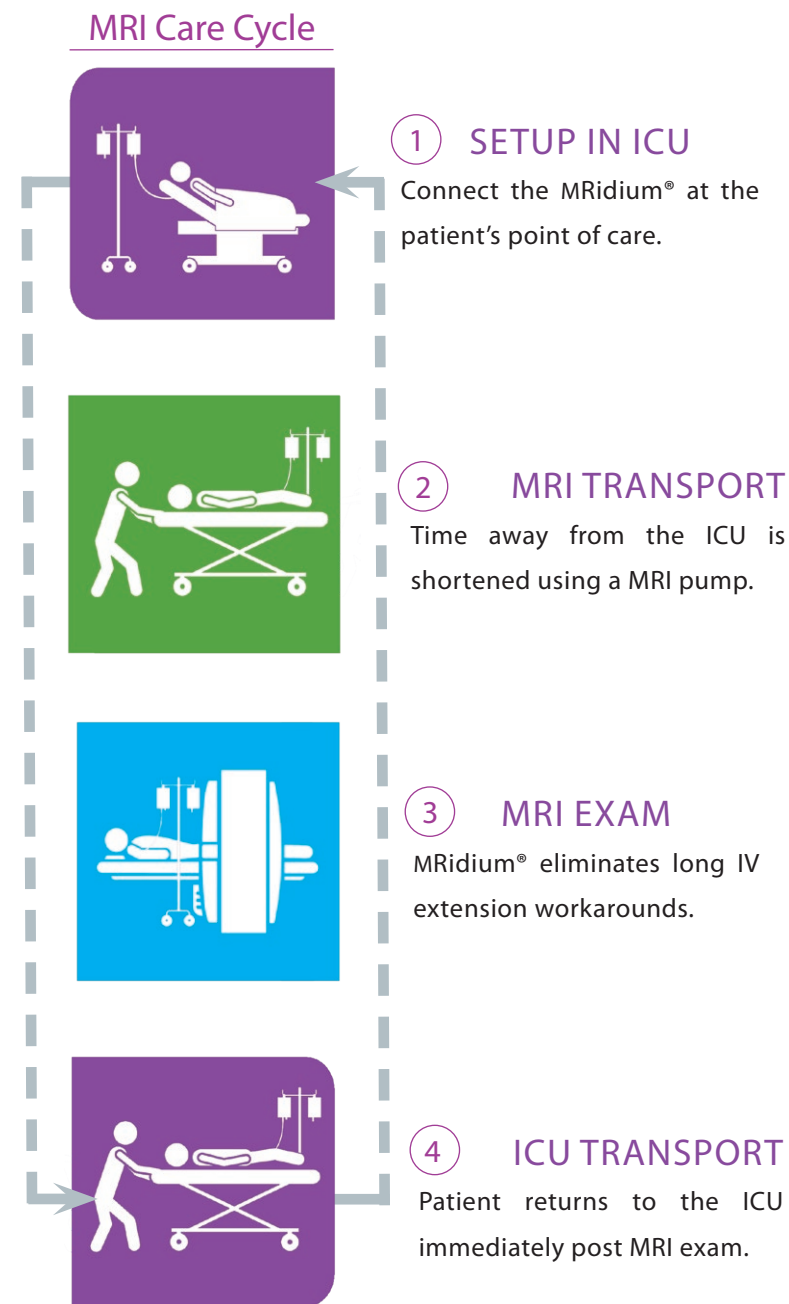 MRI Care Cycle
1 SETUP IN ICU
Connect the MRidium® at the
patient's point of care.
2 MRI TRANSPORT
Time away from the ICU is
shortened using a MRI pump.
3 MRI EXAM
MRidium® eliminates long IV
extension workarounds.
4 ICU TRANSPORT
Patient returns to the ICU
immediately post MRI exam.